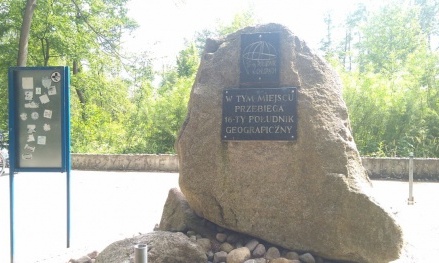 W TYM MIEJSCU
PRZEBIEGA
16-TY POŁUDNIK
GEOGRAFICZNY